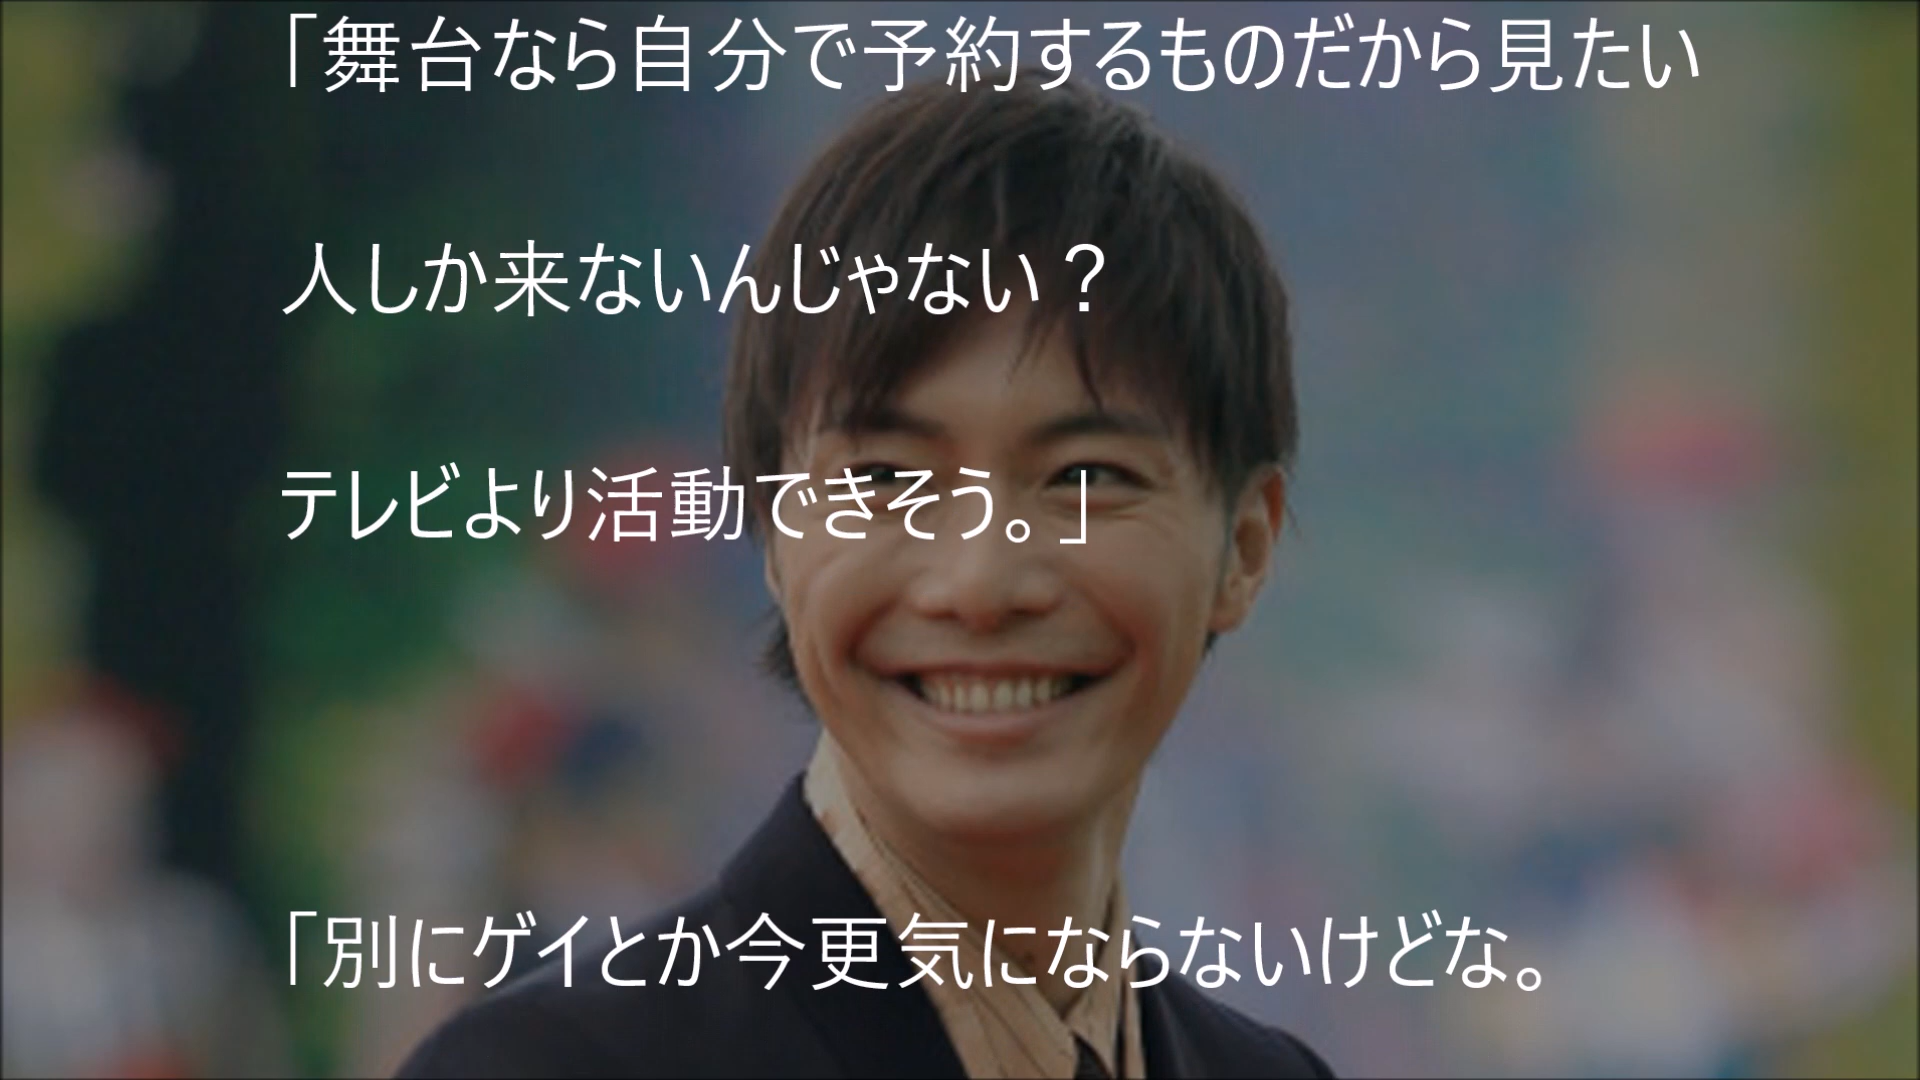 「舞台なら自分で予約するものだから見たい
人しか来ないんじゃない？
テレビより活動できそう。」
「別にゲイとか今更気にならないけどな。